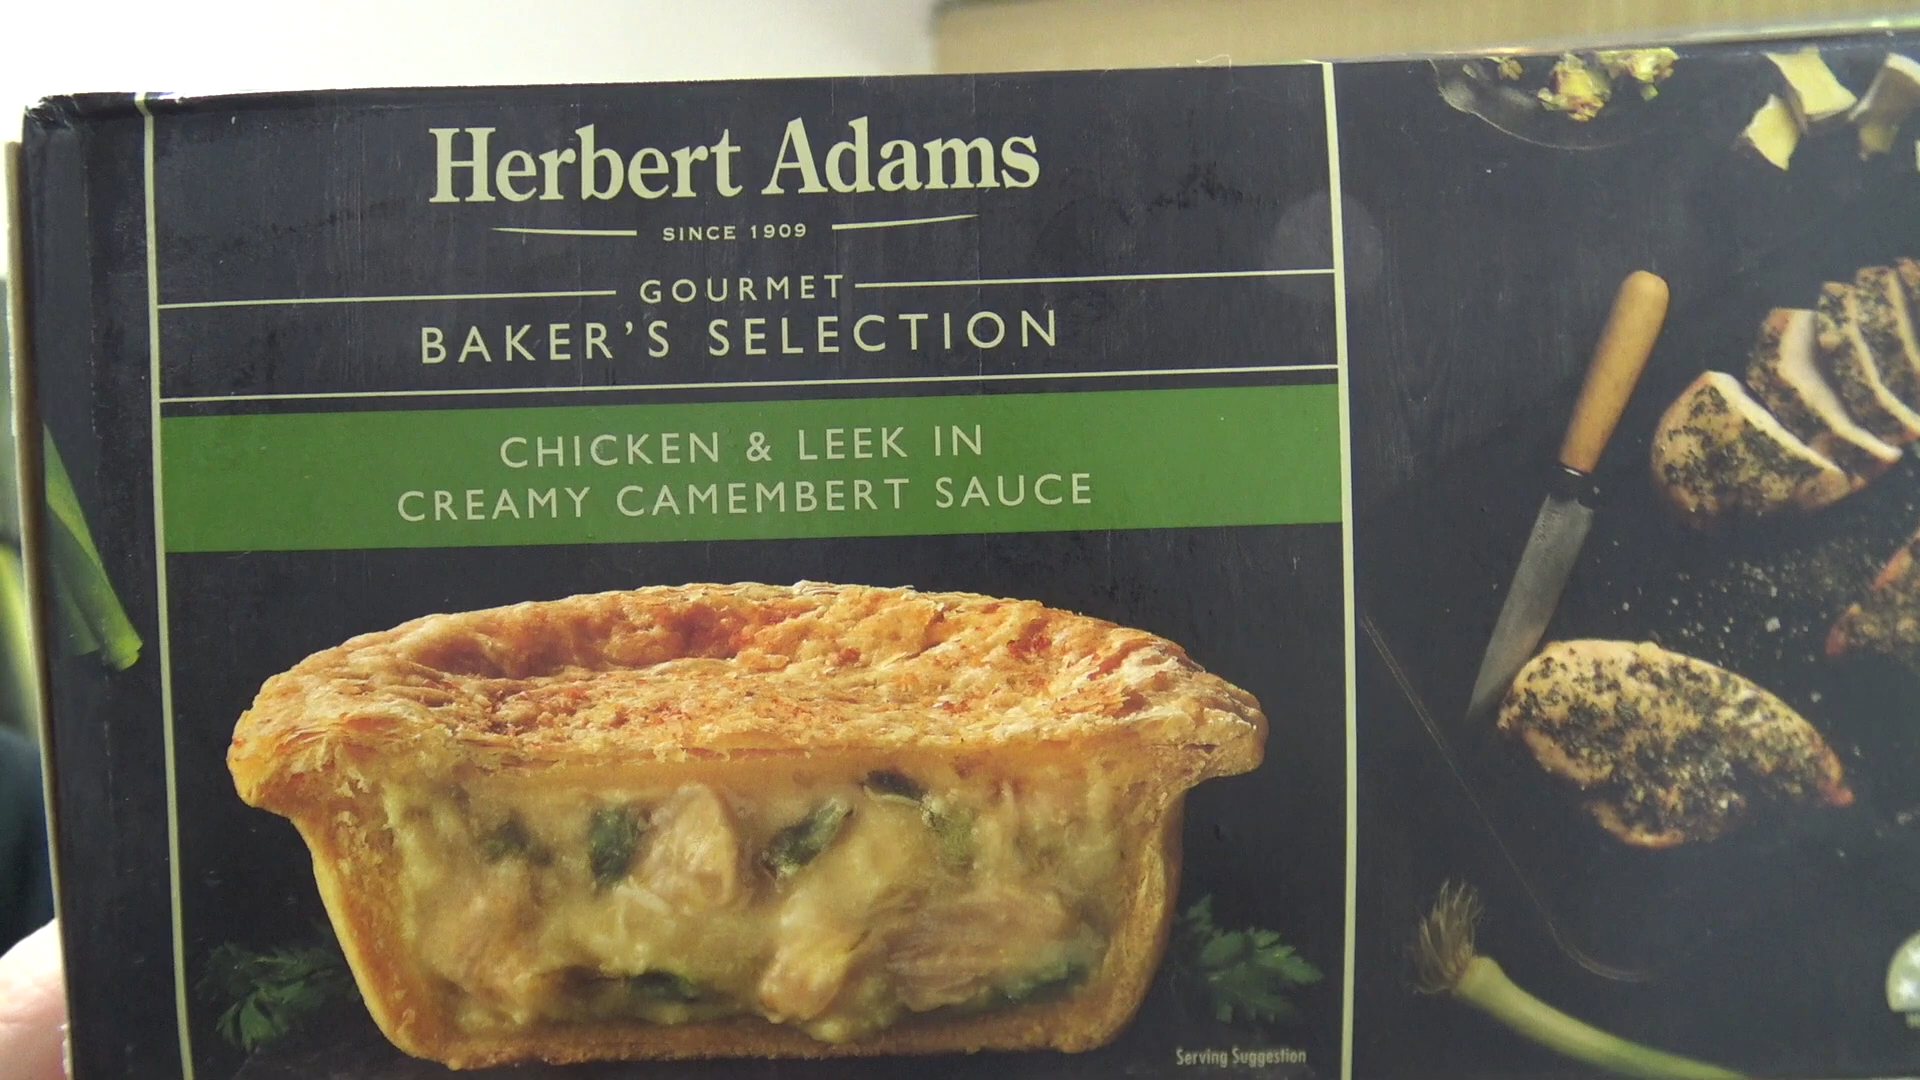 Herbert Adams
SINCE 1909
GOURMET
BAKER'S SELECTION
CHICKEN & LEEK IN
CREAMY CAMEMBERT SAUCE
Serving Suggestion